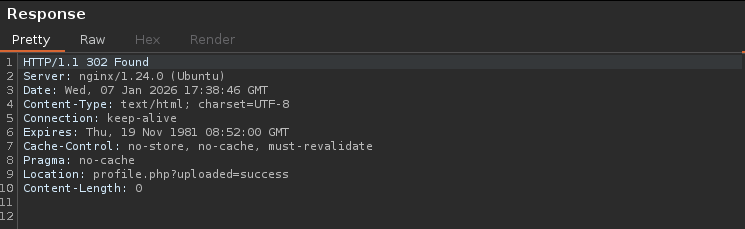 Response
Pretty Raw Hex Render
1 HTTP/1.1 302 Found
2 Server: nginx/1.24.0 (Ubuntu)
3 Date: Wed, 07 Jan 2026 17:38:46 GMT
4 Content-Type: text/html; charset=UTF-8
5 Connection: keep-alive
6 Expires: Thu, 19 Nov 1981 08:52:00 GMT
7 Cache-Control: no-store, no-cache, must-revalidate
8 Pragma: no-cache
9 Location: profile.php?uploaded=success
10 Content-Length: 0
11
12